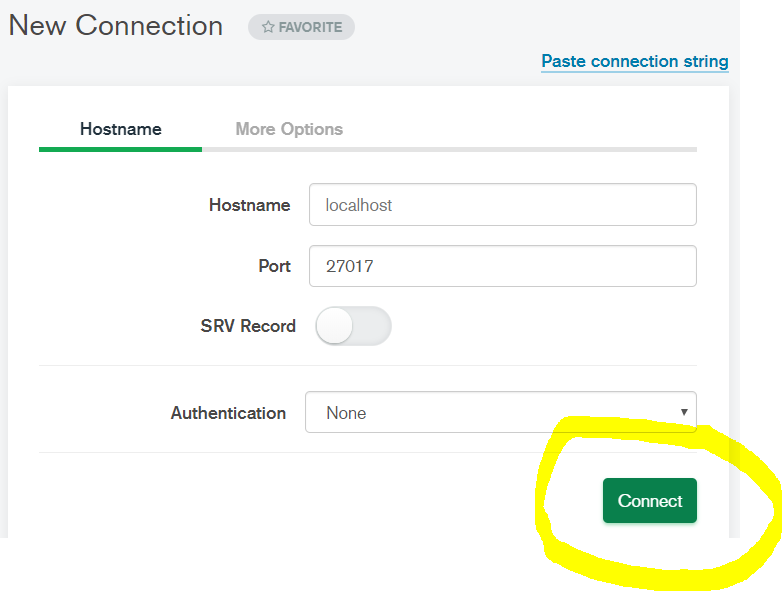 New Connection
FAVORITE
Paste connection string
Hostname
More Options
Hostname
localhost
Port
27017
SRV Record
Authentication
None
Connect